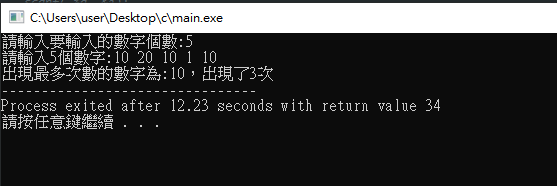 C:\Users\user\Desktop\c\main.exe
請輸入要輸入的數字個數:5
請輸入5個數字:10 20 10 1 10
出現最多次數的數字為:10，出現了3次
--------------------------------
Process exited after 12.23 seconds with return value 34
請按任意鍵繼續 . . .